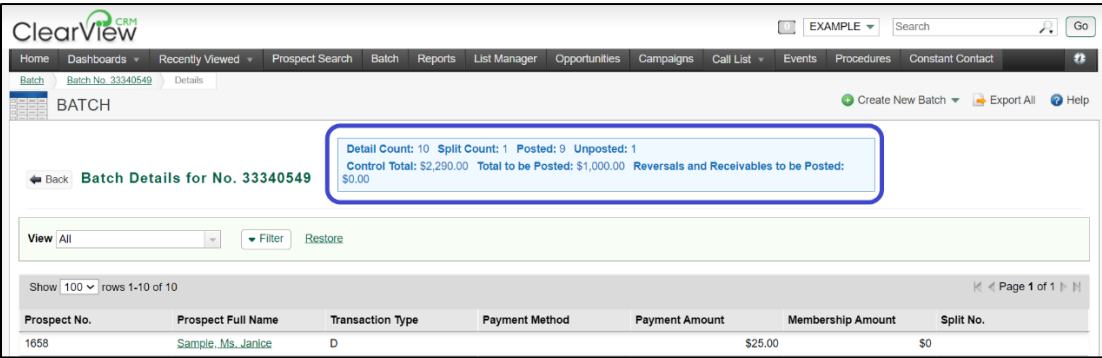 ClearView CRM
0 EXAMPLE Search Go
Home Dashboards Recently Viewed Prospect Search Batch Reports List Manager Opportunities Campaigns Call List Events Procedures Constant Contact
Batch Batch No. 33340549 Details
BATCH
Create New Batch Export All Help
Detail Count: 10 Split Count: 1 Posted: 9 Unposted: 1
Control Total: $2,290.00 Total to be Posted: $1,000.00 Reversals and Receivables to be Posted:
$0.00
Back Batch Details for No. 33340549
View All Filter Restore
Show 100 rows 1-10 of 10 Page 1 of 1
Prospect No. Prospect Full Name Transaction Type Payment Method Payment Amount Membership Amount Split No.
1658 Sample, Ms. Janice D $25.00 $0